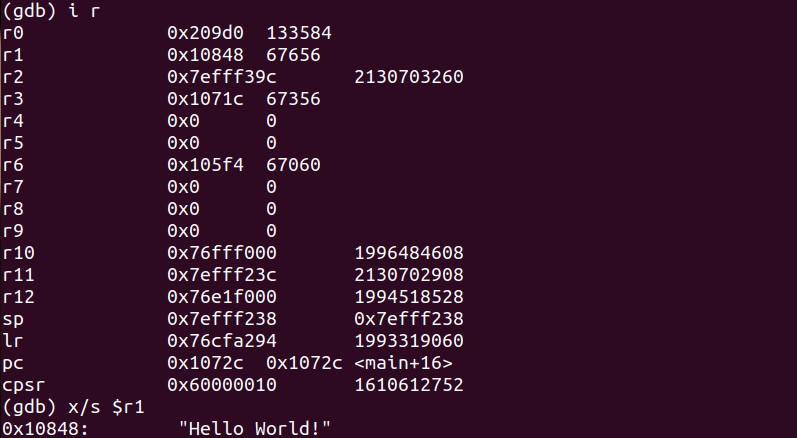 (gdb) i r
r0 0x209d0 133584
r1 0x10848 67656
r2 0x7efff39c 2130703260
r3 0x1071c 67356
r4 0x0 0
r5 0x0 0
r6 0x105f4 67060
r7 0x0 0
r8 0x0 0
r9 0x0 0
r10 0x76fff000 1996484608
r11 0x7efff23c 2130702908
r12 0x76e1f000 1994518528
sp 0x7efff238 0x7efff238
lr 0x76cfa294 1993319060
pc 0x1072c 0x1072c <main+16>
cpsr 0x60000010 1610612752
(gdb) x/s $r1
0x10848: "Hello World!"